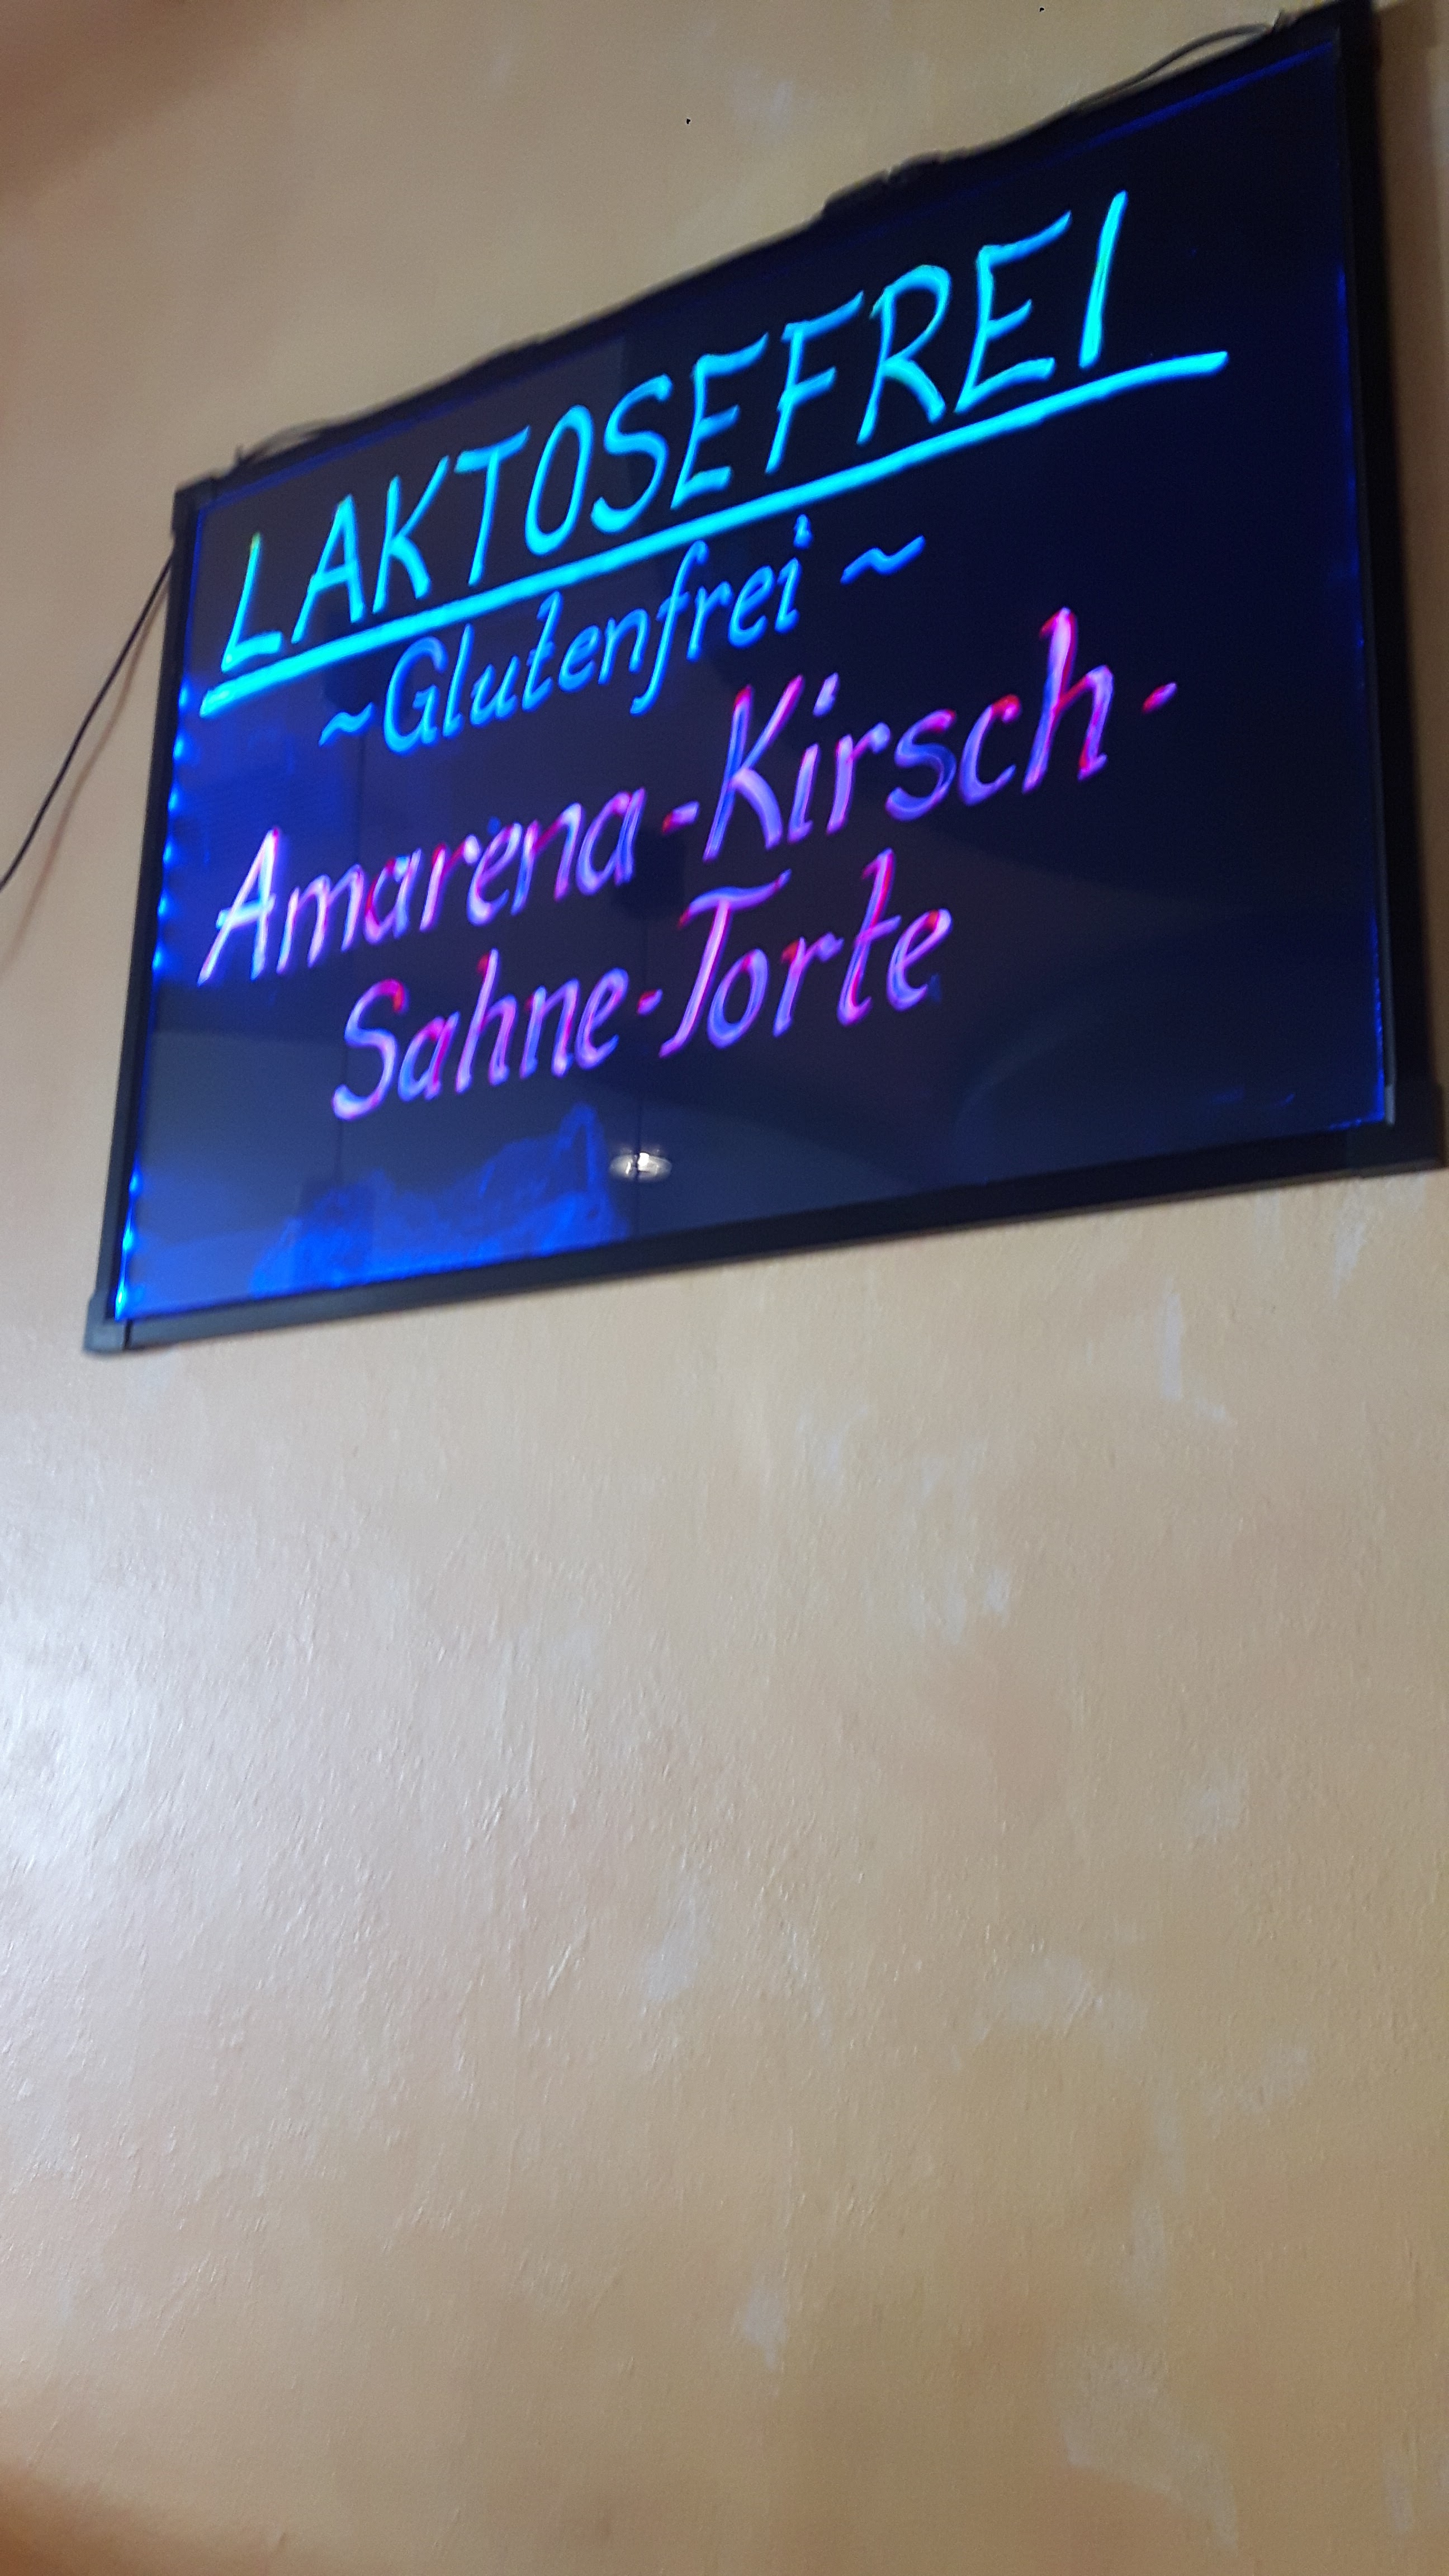 LAKTOSEFREI
~Glutenfrei~
Amarena-Kirsch-
Sahne-Torte